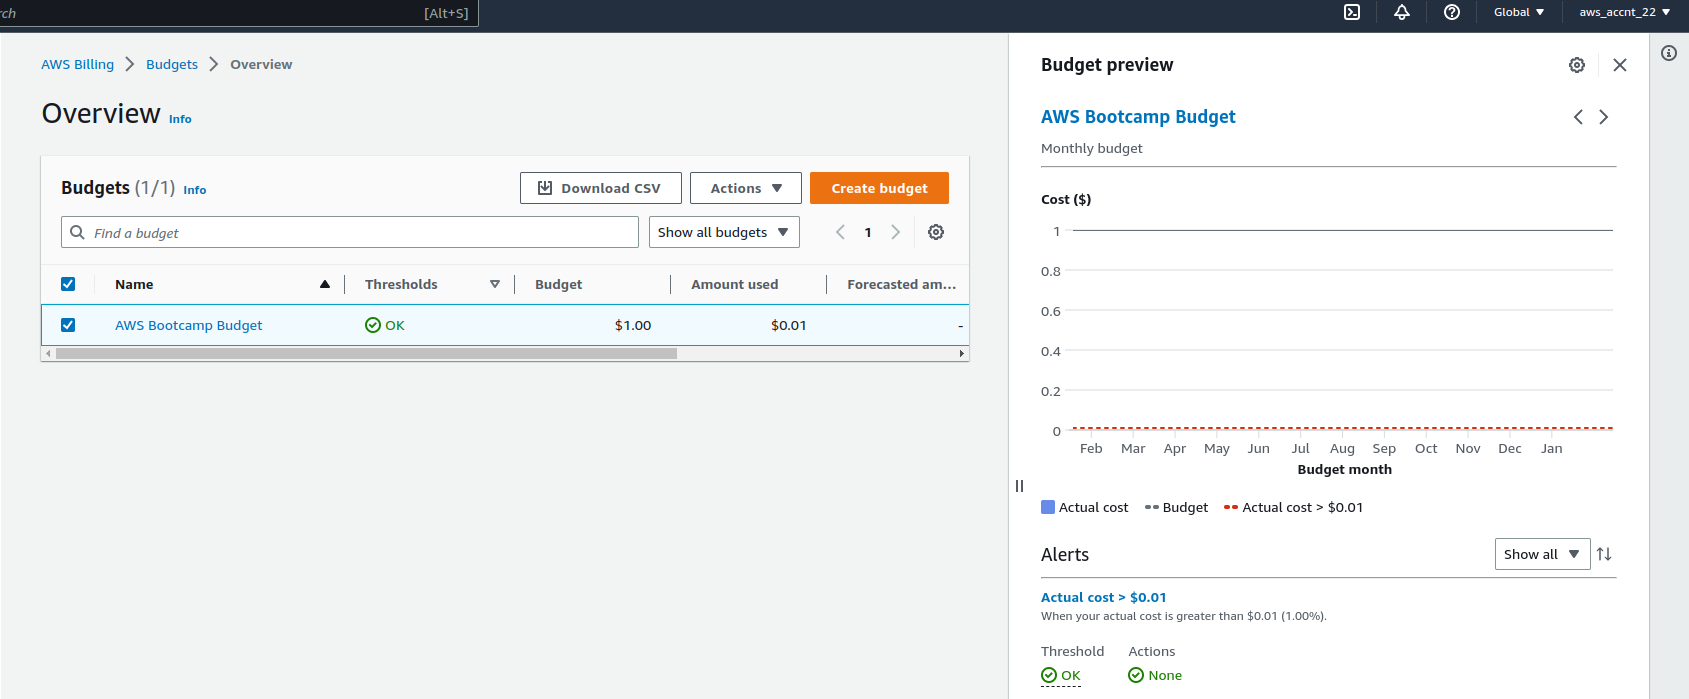 rch [Alt+S] Global aws_accnt_22
AWS Billing Budgets Overview
Overview Info
Budgets (1/1) Info Download CSV Actions Create budget
Find a budget Show all budgets 1
Name Thresholds Budget Amount used Forecasted am...
AWS Bootcamp Budget OK $1.00 $0.01 -
Budget preview
AWS Bootcamp Budget
Monthly budget
Cost ($)
1
0.8
0.6
0.4
0.2
0
Feb Mar Apr May Jun Jul Aug Sep Oct Nov Dec Jan
Budget month
Actual cost Budget Actual cost > $0.01
Alerts Show all
Actual cost > $0.01
When your actual cost is greater than $0.01 (1.00%).
Threshold Actions
OK None